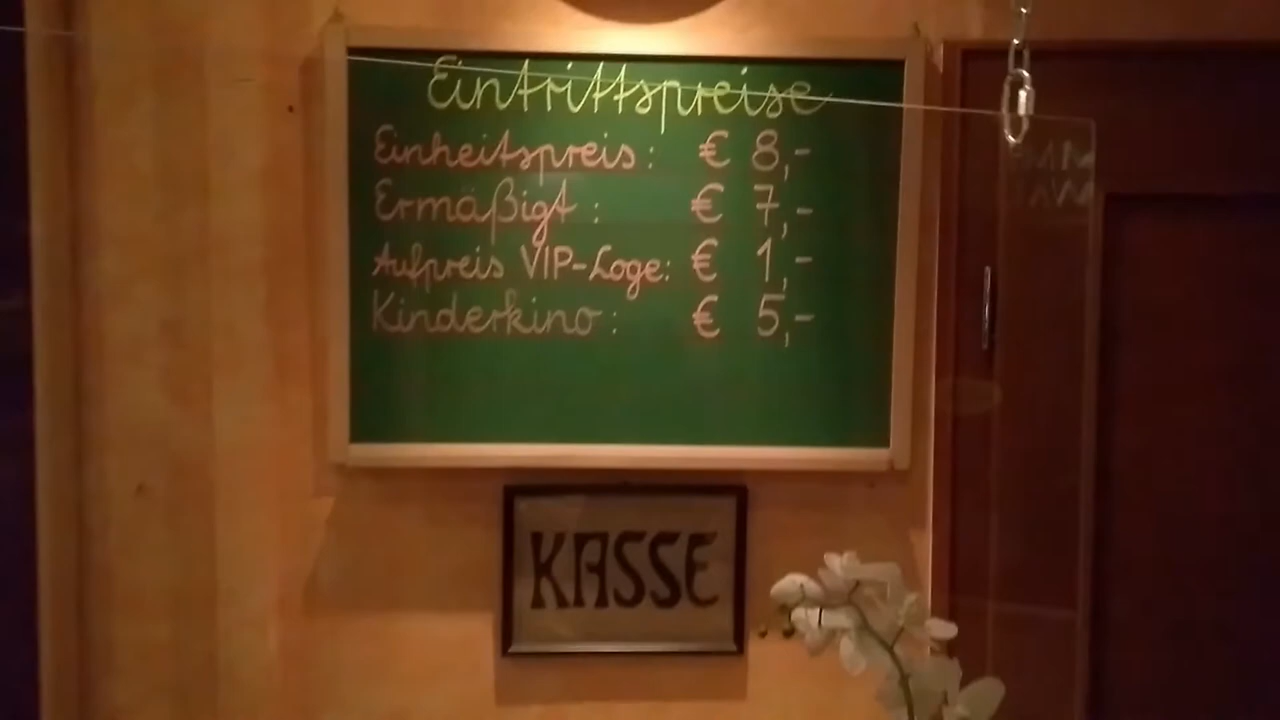 Eintrittspreise
Einheitspreis: € 8,-
Ermäßigt: € 7,-
Aufpreis VIP-Loge: € 1,-
Kinderkino: € 5,-
KASSE